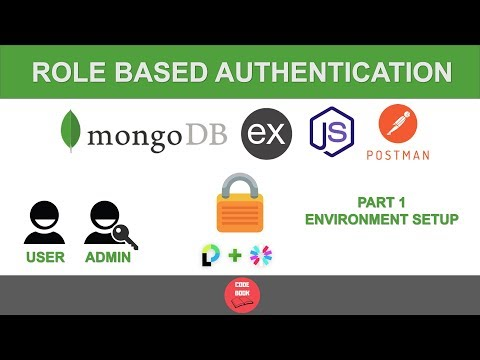 ROLE BASED AUTHENTICATION
mongoDB
ex
JS
POSTMAN
PART 1
ENVIRONMENT SETUP
USER
ADMIN
CODE
BOOK